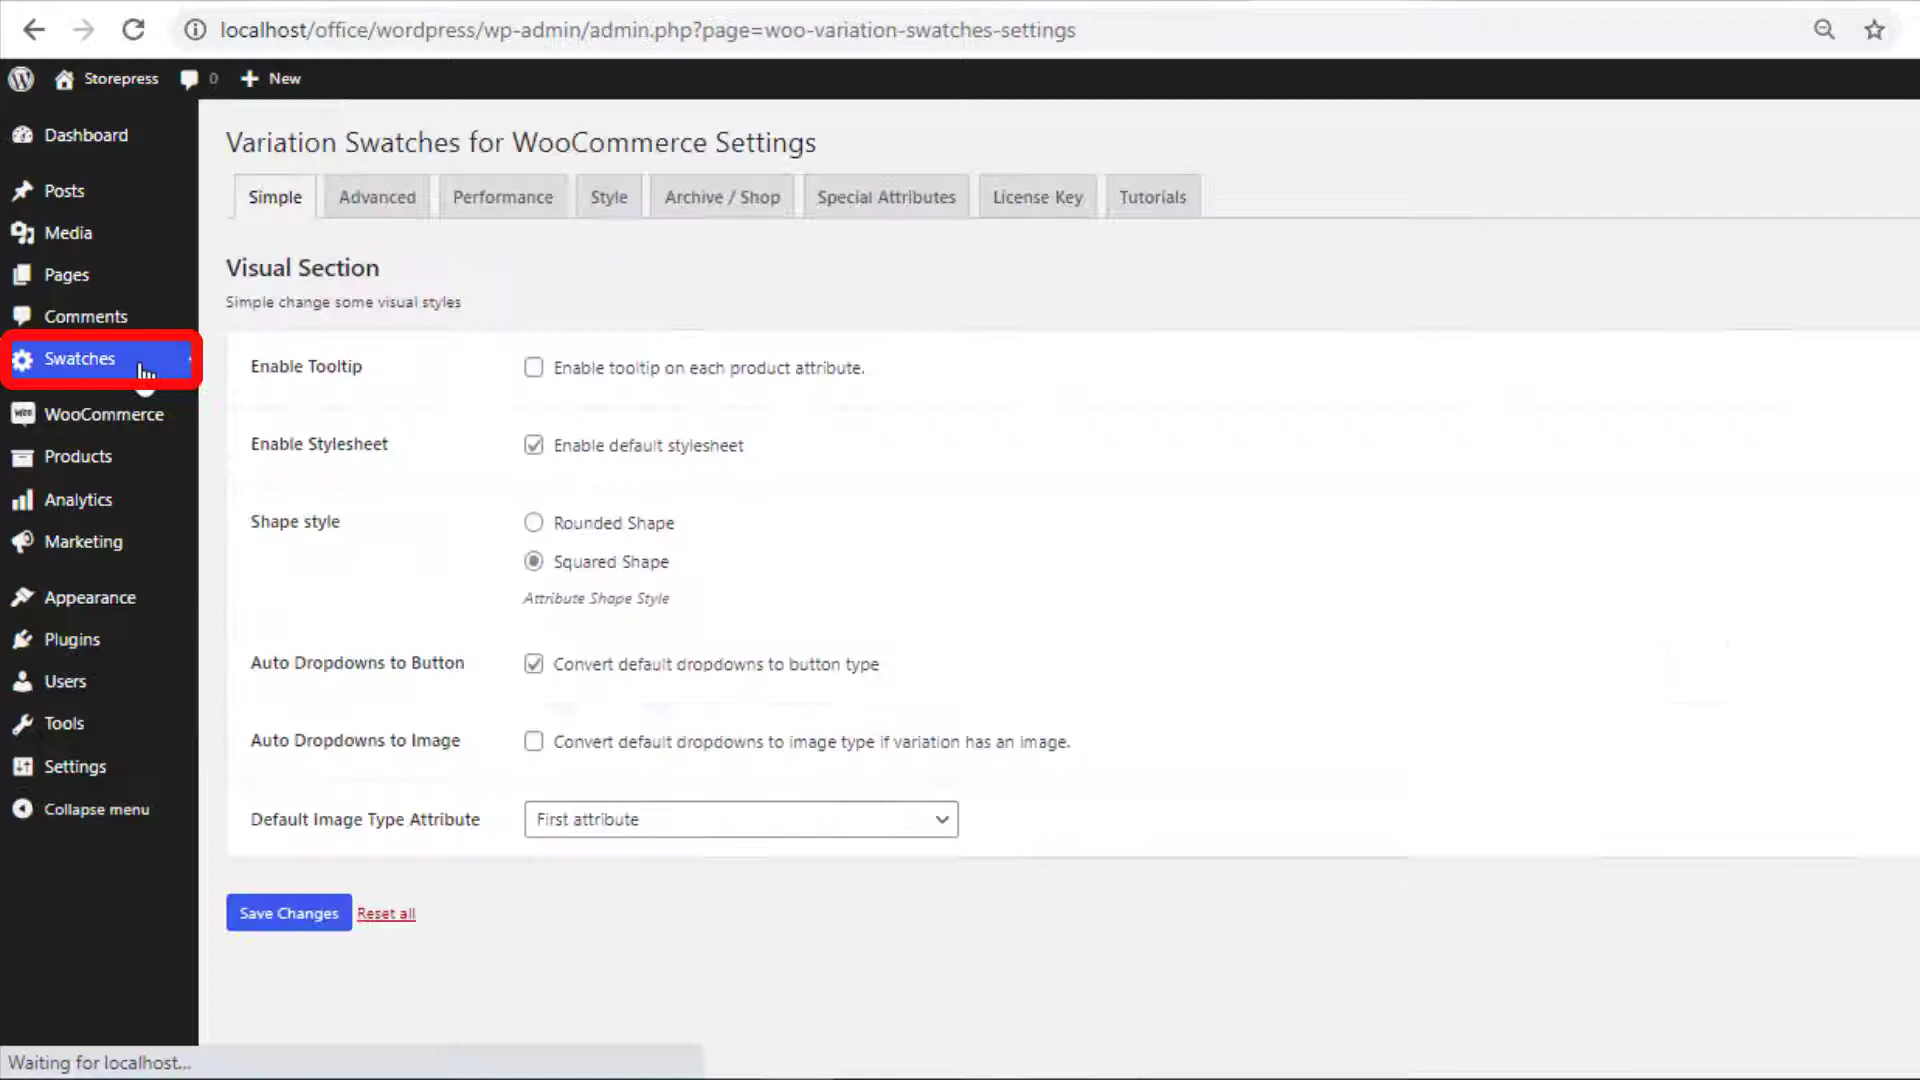 localhost/office/wordpress/wp-admin/admin.php?page=woo-variation-swatches-settings
Storepress 0 New
Dashboard
Posts
Media
Pages
Comments
Swatches
WooCommerce
Products
Analytics
Marketing
Appearance
Plugins
Users
Tools
Settings
Collapse menu
Variation Swatches for WooCommerce Settings
Simple Advanced Performance Style Archive / Shop Special Attributes License Key Tutorials
Visual Section
Simple change some visual styles
Enable Tooltip Enable tooltip on each product attribute.
Enable Stylesheet Enable default stylesheet
Shape style Rounded Shape
Squared Shape
Attribute Shape Style
Auto Dropdowns to Button Convert default dropdowns to button type
Auto Dropdowns to Image Convert default dropdowns to image type if variation has an image.
Default Image Type Attribute First attribute
Save Changes Reset all
Waiting for localhost...